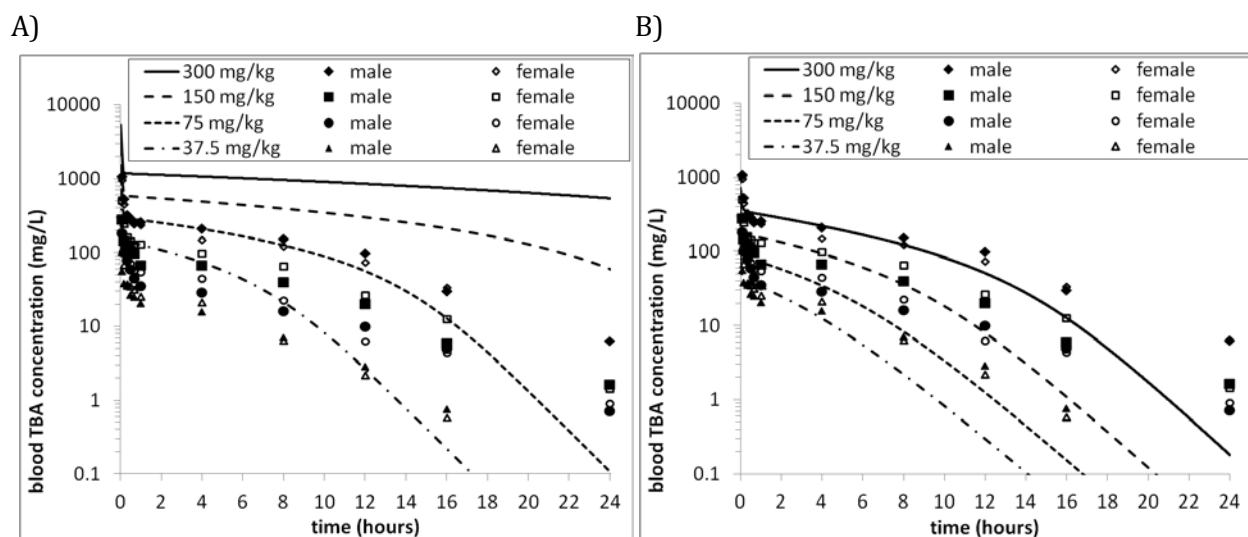 A)
300 mg/kg male female
150 mg/kg male female
75 mg/kg male female
37.5 mg/kg male female
10000
1000
100
10
1
0.1
blood TBA concentration (mg/L)
0 2 4 6 8 10 12 14 16 18 20 22 24
time (hours)
B)
300 mg/kg male female
150 mg/kg male female
75 mg/kg male female
37.5 mg/kg male female
10000
1000
100
10
1
0.1
blood TBA concentration (mg/L)
0 2 4 6 8 10 12 14 16 18 20 22 24
time (hours)